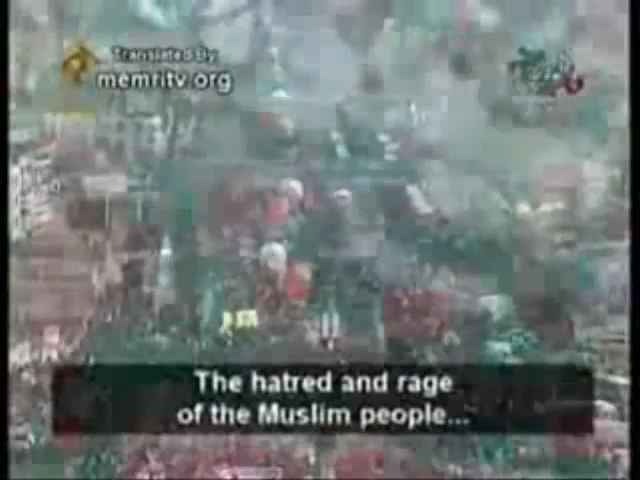 Translated By
memritv.org
The hatred and rage
of the Muslim people...